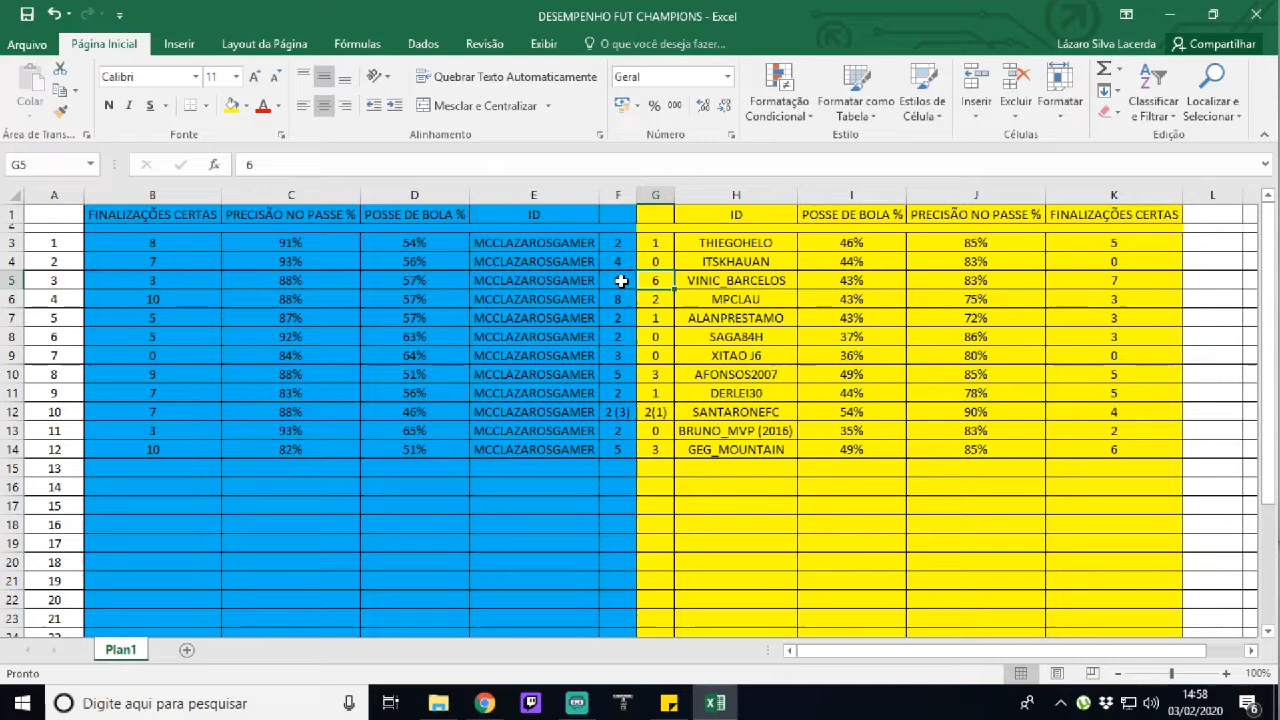 DESEMPENHO FUT CHAMPIONS - Excel
Arquivo Página Inicial Inserir Layout da Página Fórmulas Dados Revisão Exibir O que você deseja fazer... Lázaro Silva Lacerda Compartilhar
Colar Calibri 11 A A Quebrar Texto Automaticamente Geral Formatação Condicional Formatar como Tabela Estilos de Célula Inserir Excluir Formatar Classificar e Filtrar Localizar e Selecionar
N I S A Mesclar e Centralizar % 000
Área de Trans... Fonte Alinhamento Número Estilo Células Edição
G5 fx 6
A B C D E F G H I J K L
1 FINALIZAÇÕES CERTAS PRECISÃO NO PASSE % POSSE DE BOLA % ID ID POSSE DE BOLA % PRECISÃO NO PASSE % FINALIZAÇÕES CERTAS
2
3 1 8 91% 54% MCCLAZAROSGAMER 2 1 THIEGOHELO 46% 85% 5
4 2 7 93% 56% MCCLAZAROSGAMER 4 0 ITSKHAUAN 44% 83% 0
5 3 3 88% 57% MCCLAZAROSGAMER 6 VINIC_BARCELOS 43% 83% 7
6 4 10 88% 57% MCCLAZAROSGAMER 8 2 MPCLAU 43% 75% 3
7 5 5 87% 57% MCCLAZAROSGAMER 2 1 ALANPRESTAMO 43% 72% 3
8 6 5 92% 63% MCCLAZAROSGAMER 2 0 SAGA84H 37% 86% 3
9 7 0 84% 64% MCCLAZAROSGAMER 3 0 XITAO J6 36% 80% 0
10 8 9 88% 51% MCCLAZAROSGAMER 5 3 AFONSOS2007 49% 85% 5
11 9 7 83% 56% MCCLAZAROSGAMER 2 1 DERLEI30 44% 78% 5
12 10 7 88% 46% MCCLAZAROSGAMER 2 (3) 2(1) SANTARONEFC 54% 90% 4
13 11 3 93% 65% MCCLAZAROSGAMER 2 0 BRUNO_MVP (2016) 35% 83% 2
14 12 10 82% 51% MCCLAZAROSGAMER 5 3 GEG_MOUNTAIN 49% 85% 6
15 13
16 14
17 15
18 16
19 17
20 18
21 19
22 20
23 21
24 22
Plan1
Pronto 100%
Digite aqui para pesquisar 14:58
03/02/2020 6